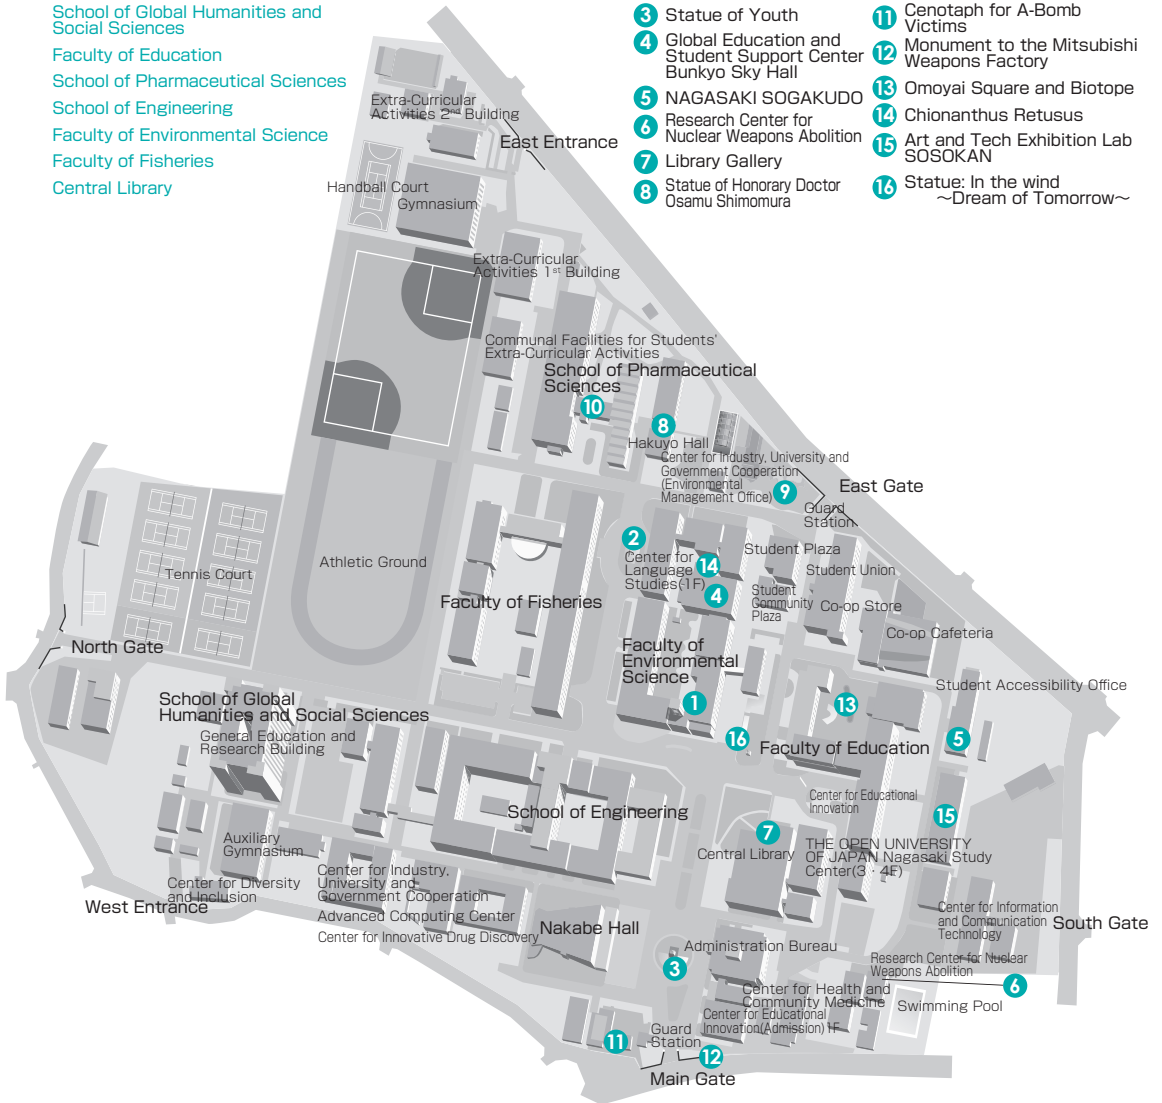 School of Global Humanities and
Social Sciences
Faculty of Education
School of Pharmaceutical Sciences
School of Engineering
Faculty of Environmental Science
Faculty of Fisheries
Central Library
3 Statue of Youth
4 Global Education and
Student Support Center
Bunkyo Sky Hall
5 NAGASAKI SOGAKUDO
6 Research Center for
Nuclear Weapons Abolition
7 Library Gallery
8 Statue of Honorary Doctor
Osamu Shimomura
11 Cenotaph for A-Bomb
Victims
12 Monument to the Mitsubishi
Weapons Factory
13 Omoyai Square and Biotope
14 Chionanthus Retusus
15 Art and Tech Exhibition Lab
SOSOKAN
16 Statue: In the wind
～Dream of Tomorrow～
Extra-Curricular
Activities 2nd Building
East Entrance
Handball Court
Gymnasium
Extra-Curricular
Activities 1st Building
Communal Facilities for Students'
Extra-Curricular Activities
School of Pharmaceutical
Sciences
10
8
Hakuyo Hall
Center for Industry, University and
Government Cooperation
(Environmental
Management Office)
9
East Gate
Guard
Station
2
Center for
Language
Studies(-1F)
14
4
Student Plaza
Student Union
Student
Community
Plaza
Co-op Store
Co-op Cafeteria
Athletic Ground
Tennis Court
Faculty of Fisheries
North Gate
Faculty of
Environmental
Science
1
Student Accessibility Office
School of Global
Humanities and Social Sciences
General Education and
Research Building
13
16
5
Faculty of Education
School of Engineering
Center for Educational
Innovation
15
7
Central Library
THE OPEN UNIVERSITY
OF JAPAN Nagasaki Study
Center(3・4F)
Auxiliary
Gymnasium
Center for Diversity
and Inclusion
West Entrance
Center for Industry,
University and
Government Cooperation
Advanced Computing Center
Center for Innovative Drug Discovery
Nakabe Hall
Center for Information
and Communication
Technology
South Gate
Administration Bureau
3
Research Center for Nuclear
Weapons Abolition
6
Center for Health and
Community Medicine
Swimming Pool
Center for Educational
Innovation(Admission)1F
Guard
Station
11
12
Main Gate